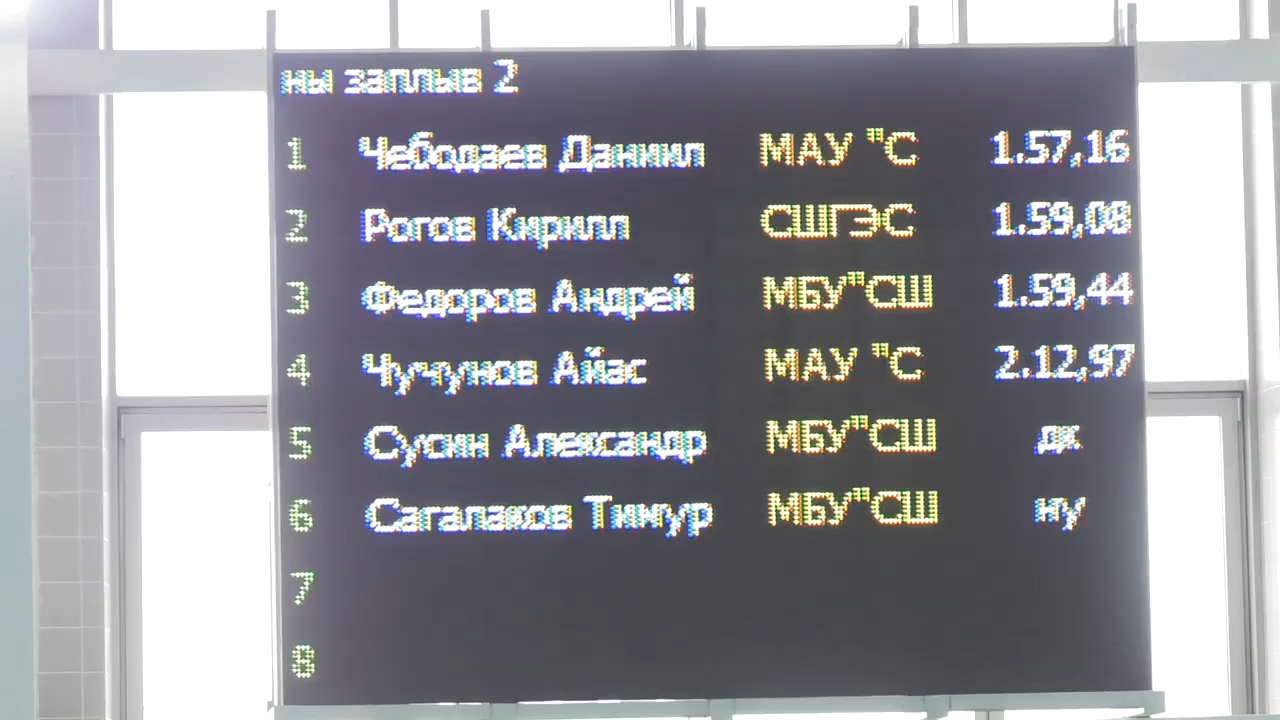 ны заплыв 2
1 Чебодаев Даниил МАУ "С 1.57,16
2 Рогов Кирилл СШГЭС 1.59,08
3 Федоров Андрей МБУ"СШ 1.59,44
4 Чучунов Айас МАУ "С 2.12,97
5 Сусин Александр МБУ"СШ дк
6 Сагалаков Тимур МБУ"СШ ну
7
8